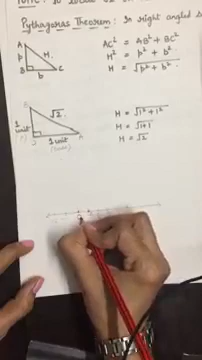 Pythagoras Theorem: In right angled
A
AC² = AB² + BC²
p
H
H² = p² + b²
B
b
C
H = √p² + b²
√2
H = √1² + 1²
1 unit
H = √1+1
1 unit
H = √2